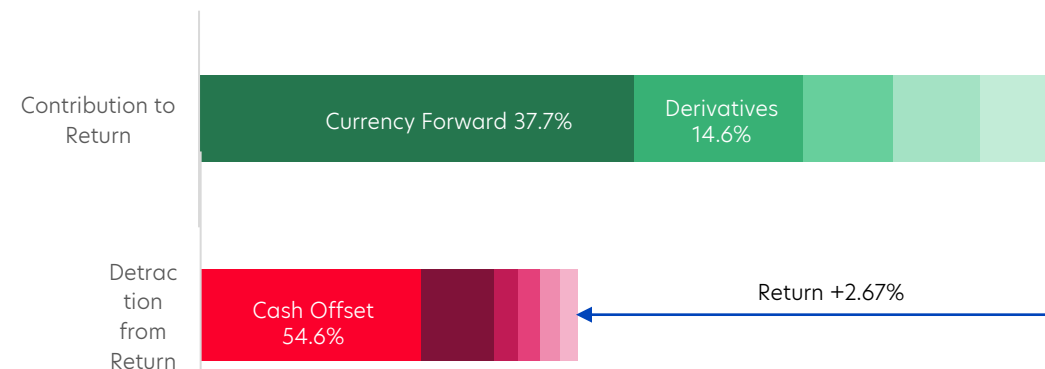 Contribution to
Return
Currency Forward 37.7%
Derivatives
14.6%
Detrac
tion
from
Return
Cash Offset
54.6%
Return +2.67%